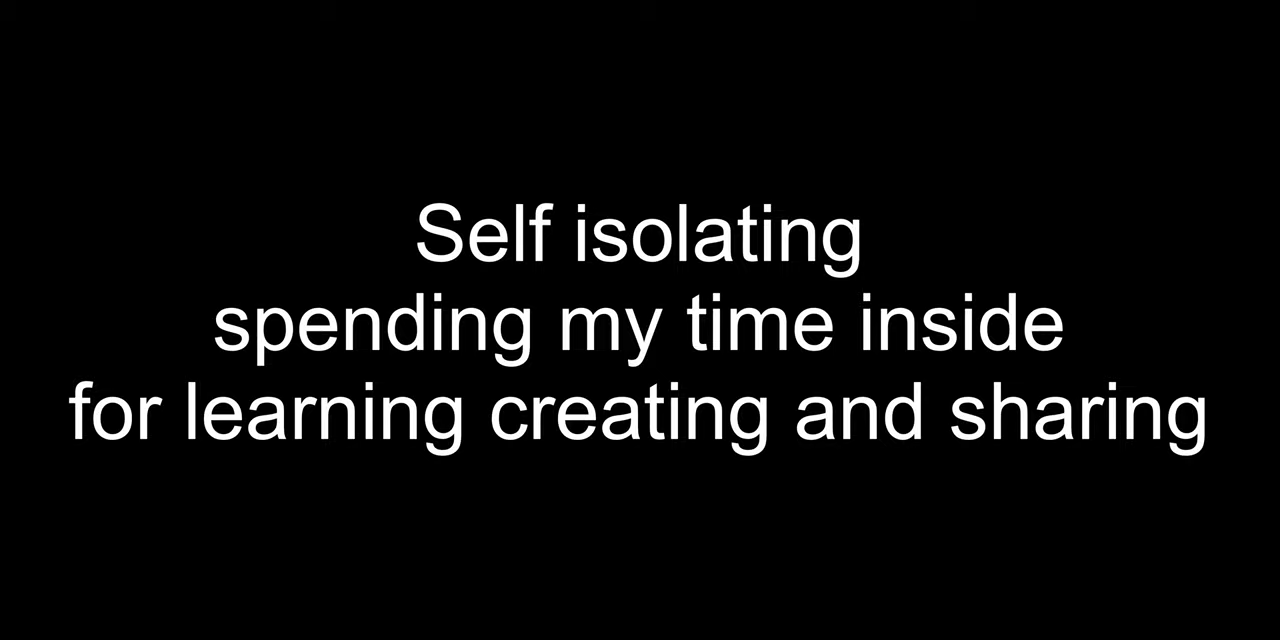 Self isolating
spending my time inside
for learning creating and sharing